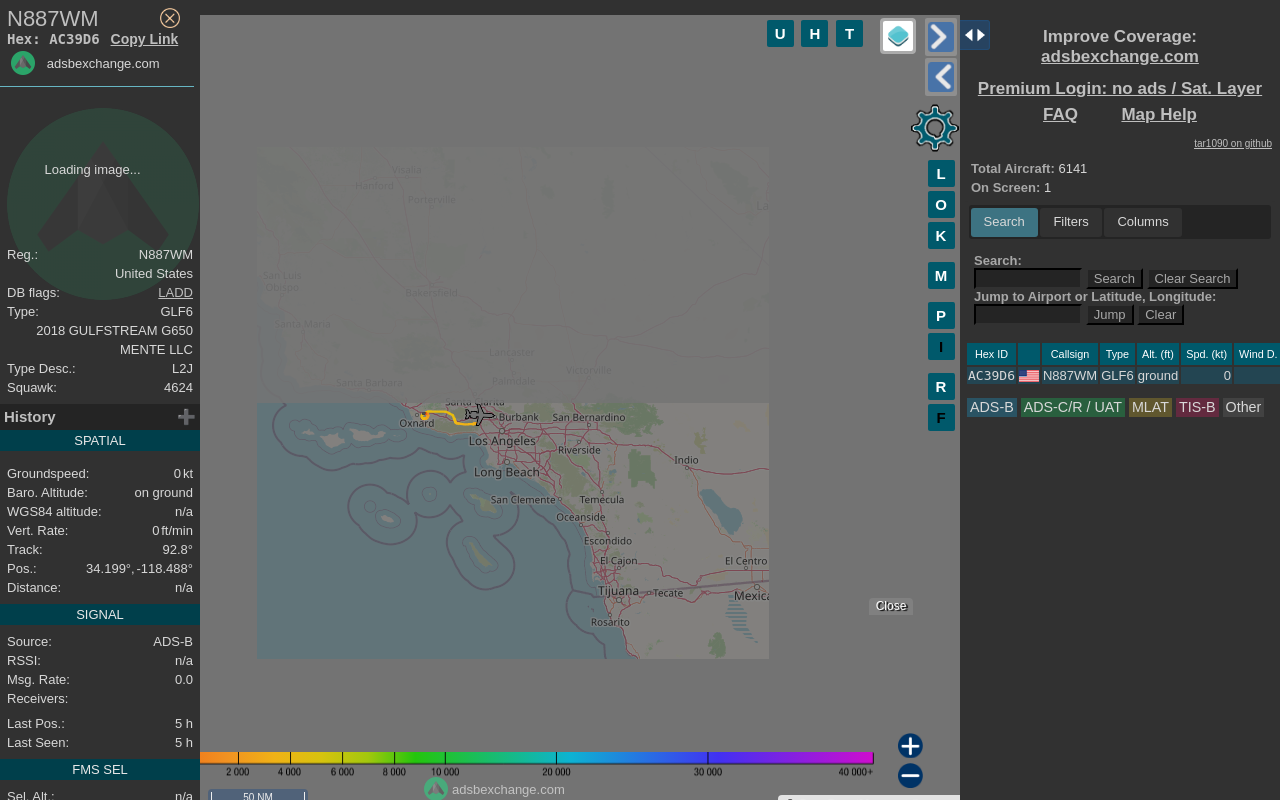 N887WM
Hex: AC39D6 Copy Link
adsbexchange.com
Loading image...
Reg.: N887WM
United States
DB flags: LADD
Type: GLF6
2018 GULFSTREAM G650
MENTE LLC
Type Desc.: L2J
Squawk: 4624
History
SPATIAL
Groundspeed: 0 kt
Baro. Altitude: on ground
WGS84 altitude: n/a
Vert. Rate: 0 ft/min
Track: 92.8°
Pos.: 34.199°, -118.488°
Distance: n/a
SIGNAL
Source: ADS-B
RSSI: n/a
Msg. Rate: 0.0
Receivers:
Last Pos.: 5 h
Last Seen: 5 h
FMS SEL
Sel. Alt.: n/a
U H T
L
O
K
M
P
I
R
F
Visalia
Hanford
Porterville
San Luis
Obispo
Bakersfield
Santa Maria
Lancaster
Victorville
Santa Barbara
Palmdale
Santa Clarita
Oxnard
Burbank
San Bernardino
Los Angeles
Riverside
Long Beach
Indio
San Clemente
Temecula
Oceanside
Escondido
El Cajon
El Centro
Tijuana
Tecate
Mexica
Rosarito
Close
2 000 4 000 6 000 8 000 10 000 20 000 30 000 40 000+
adsbexchange.com
50 NM
Improve Coverage:
adsbexchange.com
Premium Login: no ads / Sat. Layer
FAQ Map Help
tar1090 on github
Total Aircraft: 6141
On Screen: 1
Search Filters Columns
Search:
Search Clear Search
Jump to Airport or Latitude, Longitude:
Jump Clear
Hex ID Callsign Type Alt. (ft) Spd. (kt) Wind D.
AC39D6 N887WM GLF6 ground 0
ADS-B ADS-C/R / UAT MLAT TIS-B Other